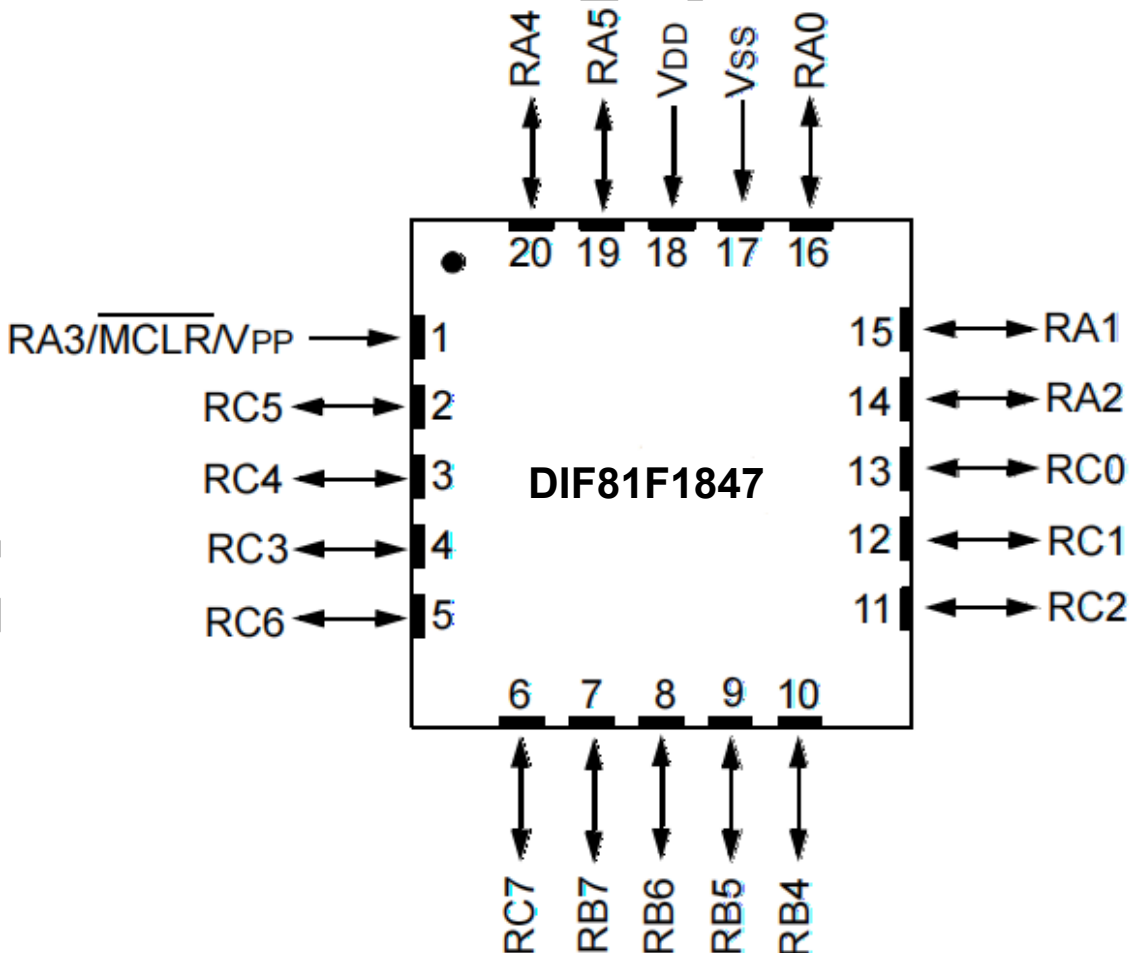 RA4 RA5 VDD VSS RA0
20 19 18 17 16
RA3/MCLR/VPP 1 15 RA1
RC5 2 14 RA2
RC4 3 13 RC0
DIF81F1847
RC3 4 12 RC1
RC6 5 11 RC2
6 7 8 9 10
RC7 RB7 RB6 RB5 RB4